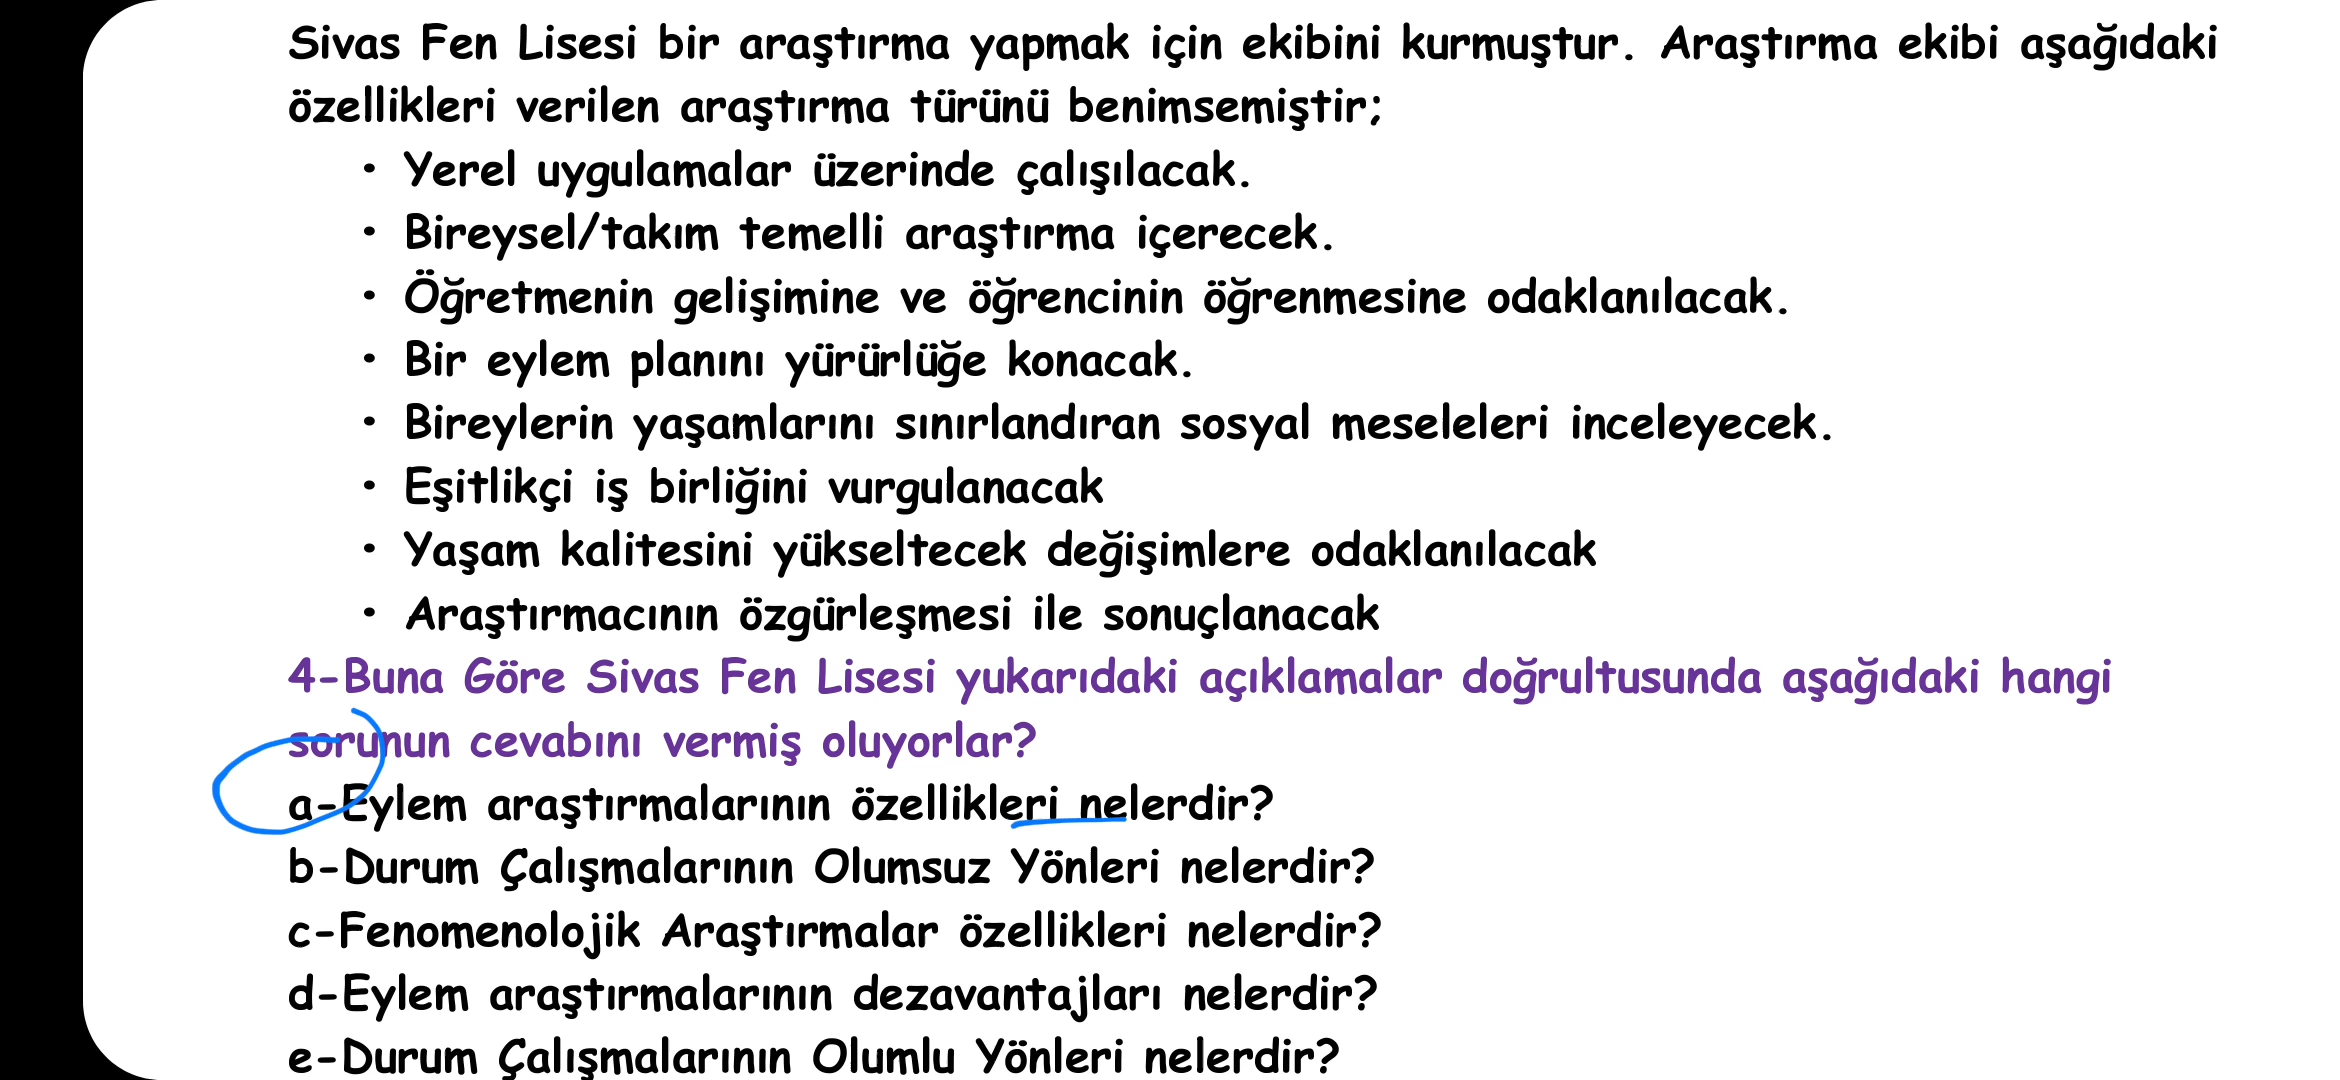 Sivas Fen Lisesi bir araştırma yapmak için ekibini kurmuştur. Araştırma ekibi aşağıdaki
özellikleri verilen araştırma türünü benimsemiştir;
• Yerel uygulamalar üzerinde çalışılacak.
• Bireysel/takım temelli araştırma içerecek.
• Öğretmenin gelişimine ve öğrencinin öğrenmesine odaklanılacak.
• Bir eylem planını yürürlüğe konacak.
• Bireylerin yaşamlarını sınırlandıran sosyal meseleleri inceleyecek.
• Eşitlikçi iş birliğini vurgulanacak
• Yaşam kalitesini yükseltecek değişimlere odaklanılacak
• Araştırmacının özgürleşmesi ile sonuçlanacak
4-Buna Göre Sivas Fen Lisesi yukarıdaki açıklamalar doğrultusunda aşağıdaki hangi
sorunun cevabını vermiş oluyorlar?
a-Eylem araştırmalarının özellikleri nelerdir?
b-Durum Çalışmalarının Olumsuz Yönleri nelerdir?
c-Fenomenolojik Araştırmalar özellikleri nelerdir?
d-Eylem araştırmalarının dezavantajları nelerdir?
e-Durum Çalışmalarının Olumlu Yönleri nelerdir?